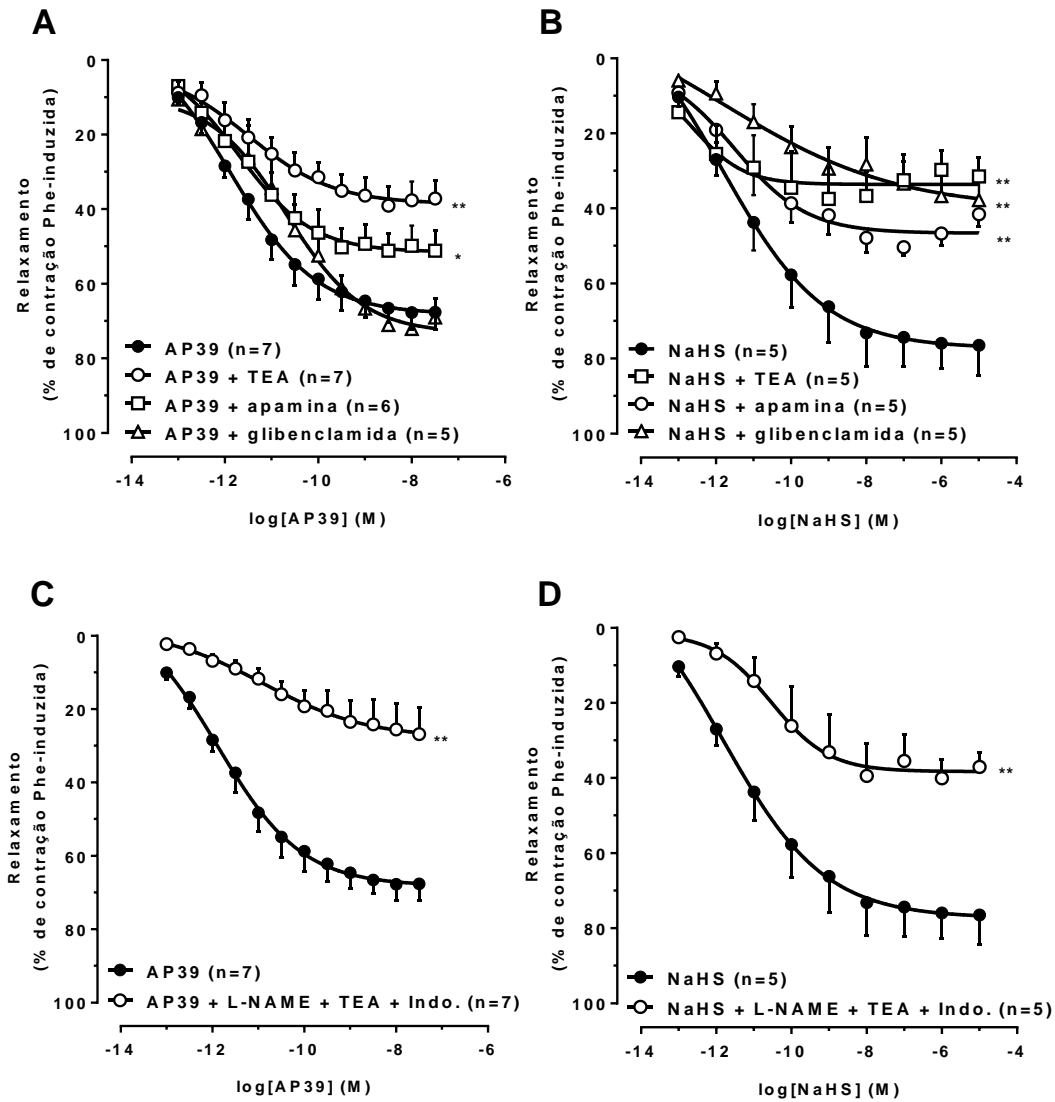 A
Relaxamento
(% de contração Phe-induzida)
0
20
40
60
80
100
**
*
AP39 (n=7)
AP39 + TEA (n=7)
AP39 + apamina (n=6)
AP39 + glibenclamida (n=5)
-14
-12
-10
-8
-6
log[AP39] (M)
B
Relaxamento
(% de contração Phe-induzida)
0
20
40
60
80
100
**
**
**
NaHS (n=5)
NaHS + TEA (n=5)
NaHS + apamina (n=5)
NaHS + glibenclamida (n=5)
-14
-12
-10
-8
-6
-4
log[NaHS] (M)
C
Relaxamento
(% de contração Phe-induzida)
0
20
40
60
80
100
**
AP39 (n=7)
AP39 + L-NAME + TEA + Indo. (n=7)
-14
-12
-10
-8
-6
log[AP39] (M)
D
Relaxamento
(% de contração Phe-induzida)
0
20
40
60
80
100
**
NaHS (n=5)
NaHS + L-NAME + TEA + Indo. (n=5)
-14
-12
-10
-8
-6
-4
log[NaHS] (M)